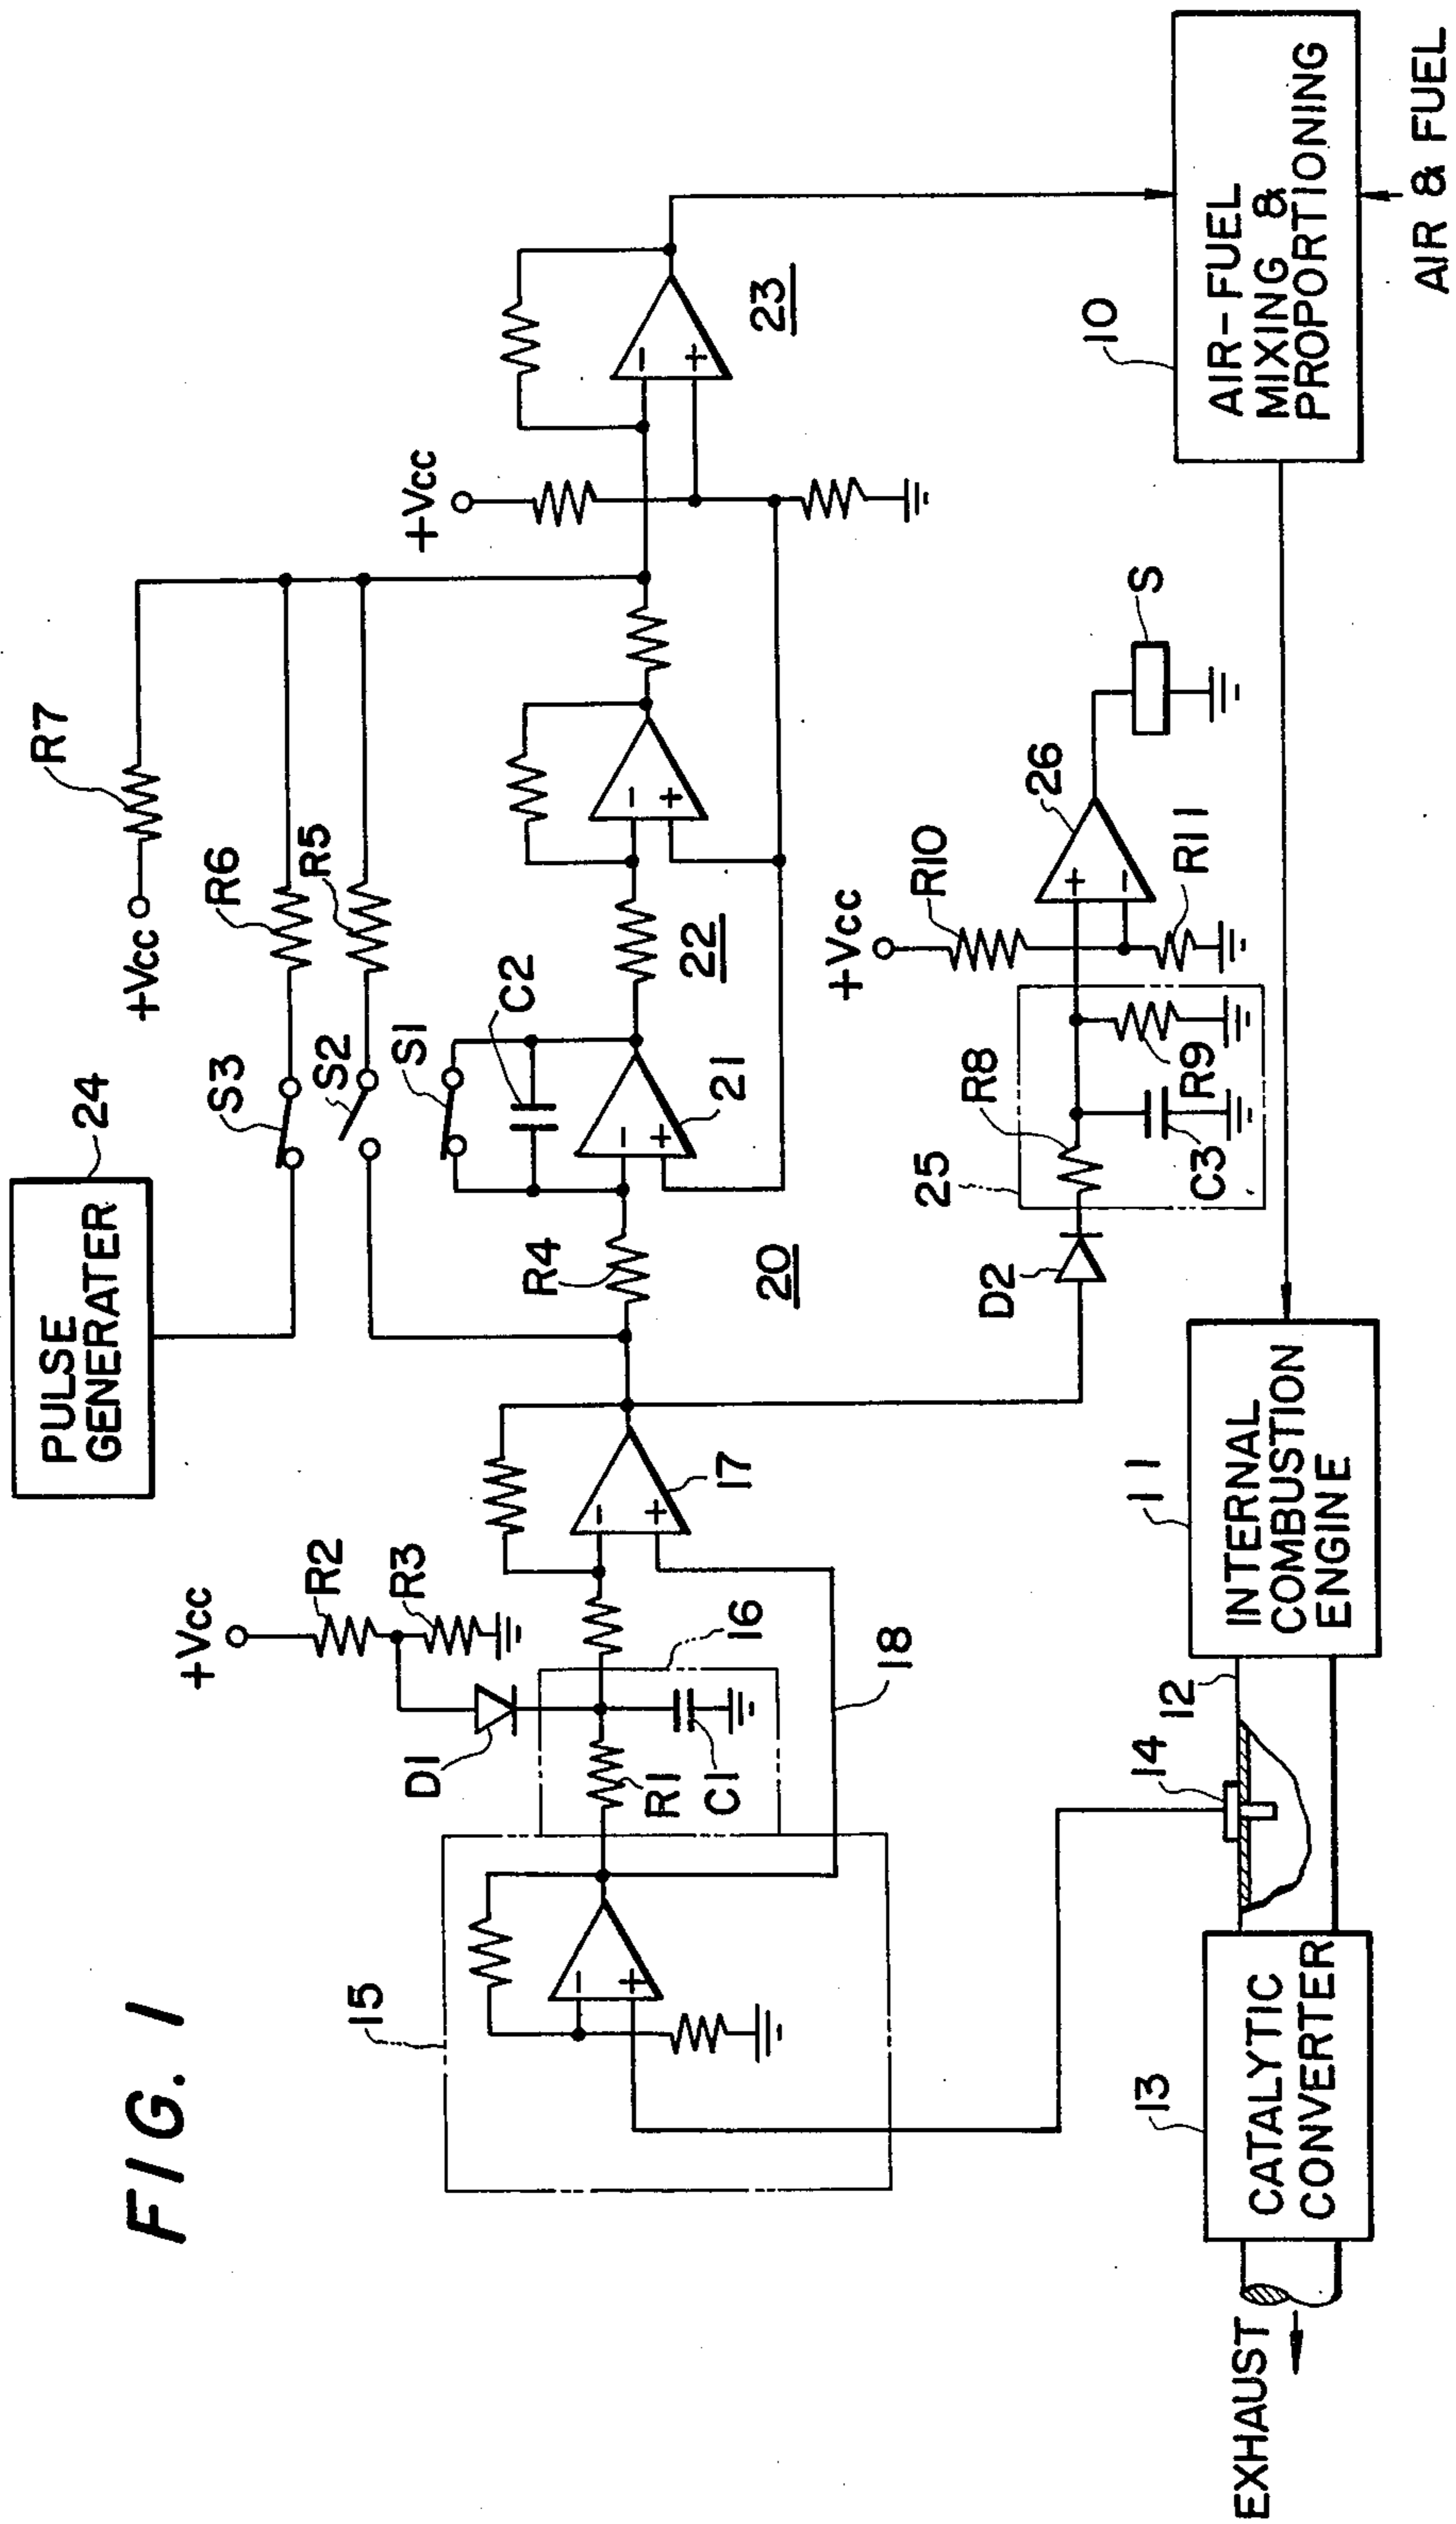 FIG. 1
PULSE
GENERATER
24
+Vcc
R7
R6
R5
S3
S2
S1
C2
+Vcc
R2
R3
D1
16
R1
C1
15
17
18
R4
20
21
22
+Vcc
23
+Vcc
R10
R11
26
S
25
R8
R9
C3
D2
10
AIR-FUEL
MIXING &
PROPORTIONING
AIR & FUEL
11
INTERNAL
COMBUSTION
ENGINE
12
14
13
CATALYTIC
CONVERTER
EXHAUST